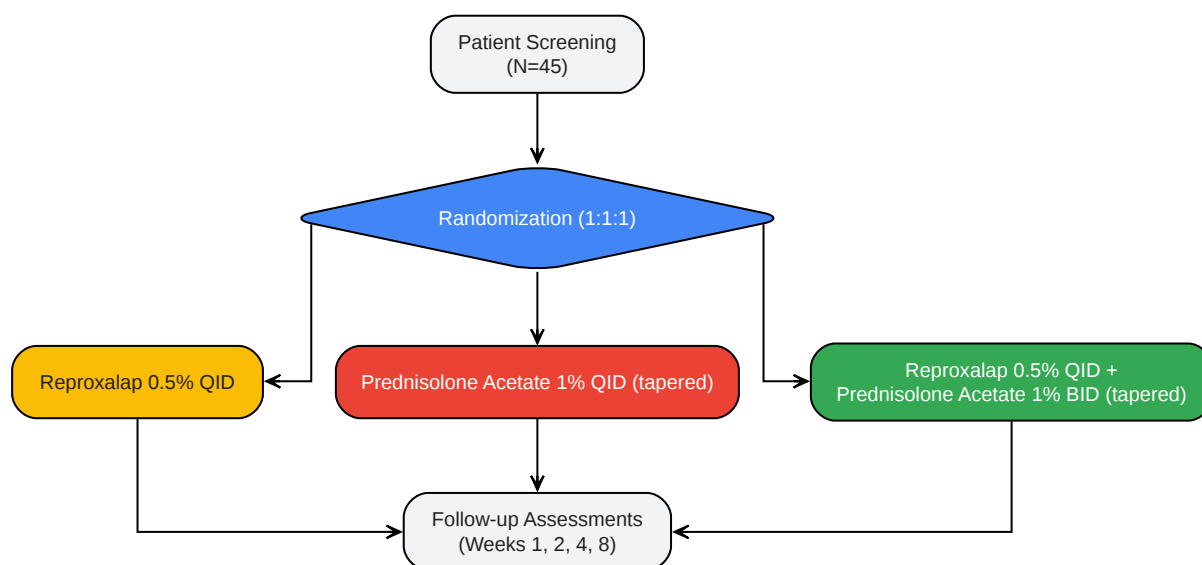 Patient Screening
(N=45)
Randomization (1:1:1)
Reproxalap 0.5% QID
Prednisolone Acetate 1% QID (tapered)
Reproxalap 0.5% QID +
Prednisolone Acetate 1% BID (tapered)
Follow-up Assessments
(Weeks 1, 2, 4, 8)